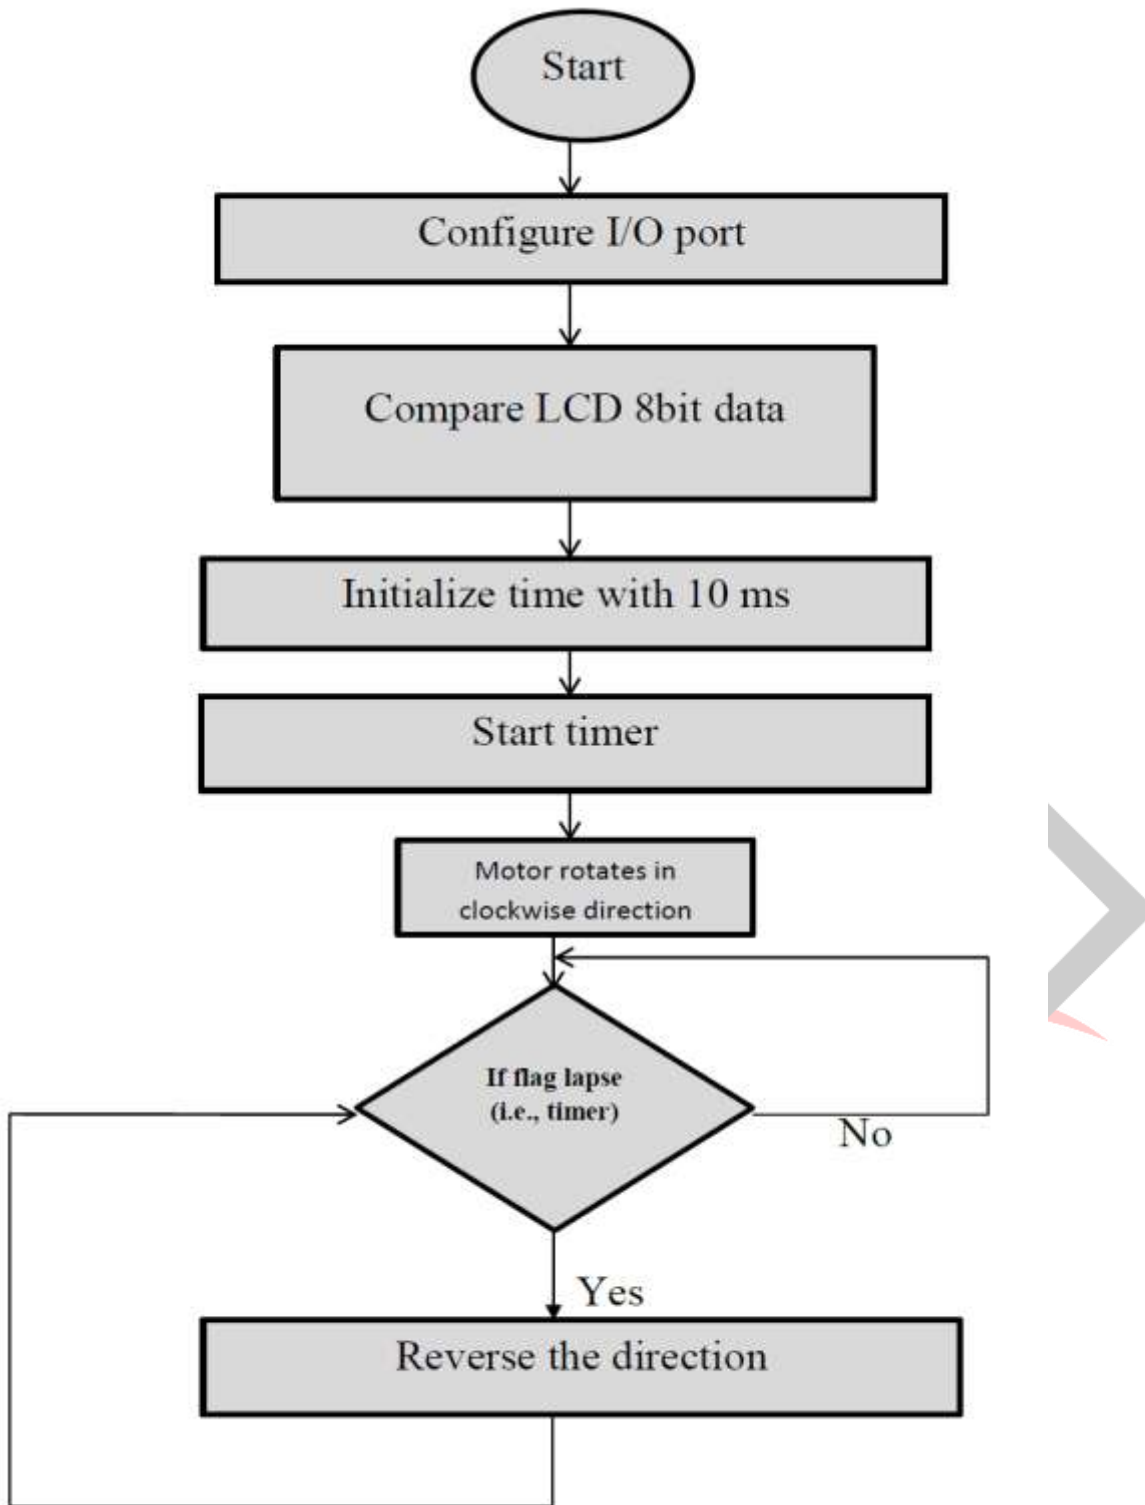 Start
Configure I/O port
Compare LCD 8bit data
Initialize time with 10 ms
Start timer
Motor rotates in
clockwise direction
If flag lapse
(i.e., timer)
No
Yes
Reverse the direction